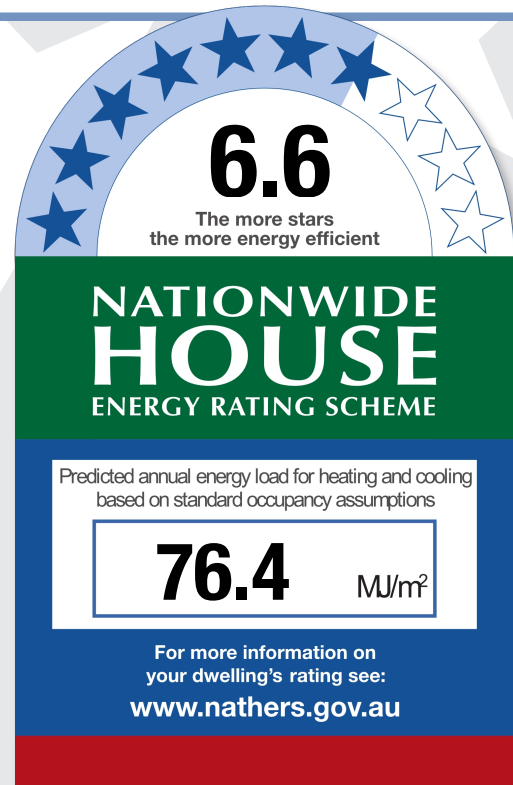 6.6
The more stars
the more energy efficient
NATIONWIDE
HOUSE
ENERGY RATING SCHEME
Predicted annual energy load for heating and cooling
based on standard occupancy assumptions
76.4 MJ/m²
For more information on
your dwelling's rating see:
www.nathers.gov.au